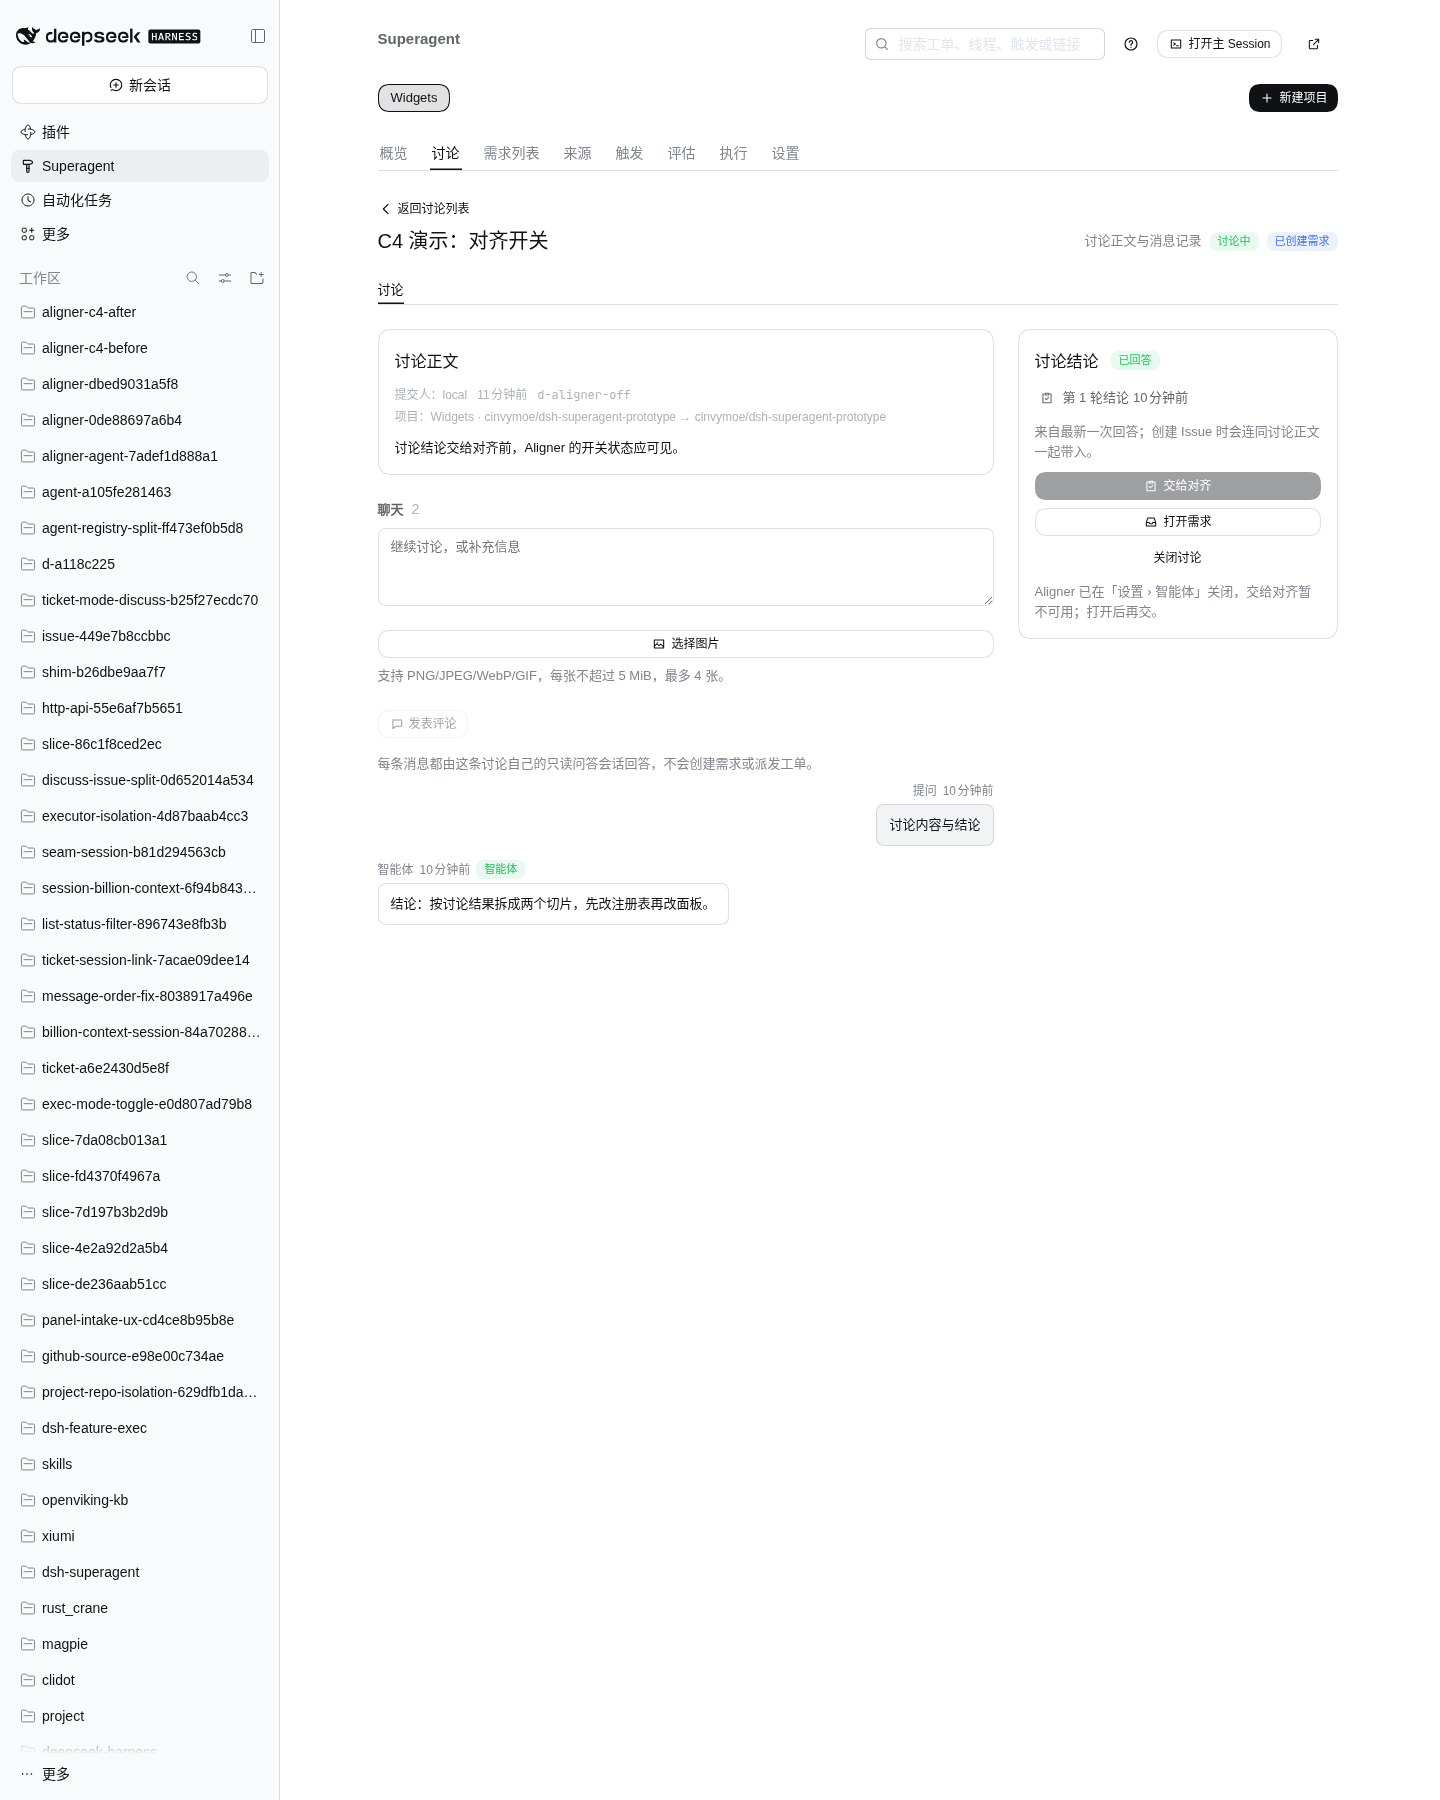 deepseek HARNESS
新会话
插件
Superagent
自动化任务
更多
工作区
aligner-c4-after
aligner-c4-before
aligner-dbed9031a5f8
aligner-0de88697a6b4
aligner-agent-7adef1d888a1
agent-a105fe281463
agent-registry-split-ff473ef0b5d8
d-a118c225
ticket-mode-discuss-b25f27ecdc70
issue-449e7b8ccbbc
shim-b26dbe9aa7f7
http-api-55e6af7b5651
slice-86c1f8ced2ec
discuss-issue-split-0d652014a534
executor-isolation-4d87baab4cc3
seam-session-b81d294563cb
session-billion-context-6f94b843…
list-status-filter-896743e8fb3b
ticket-session-link-7acae09dee14
message-order-fix-8038917a496e
billion-context-session-84a70288…
ticket-a6e2430d5e8f
exec-mode-toggle-e0d807ad79b8
slice-7da08cb013a1
slice-fd4370f4967a
slice-7d197b3b2d9b
slice-4e2a92d2a5b4
slice-de236aab51cc
panel-intake-ux-cd4ce8b95b8e
github-source-e98e00c734ae
project-repo-isolation-629dfb1da…
dsh-feature-exec
skills
openviking-kb
xiumi
dsh-superagent
rust_crane
magpie
clidot
project
deepseek-harness
更多
Superagent
搜索工单、线程、触发或链接
打开主 Session
Widgets
新建项目
概览 讨论 需求列表 来源 触发 评估 执行 设置
返回讨论列表
C4 演示：对齐开关
讨论正文与消息记录 讨论中 已创建需求
讨论
讨论正文
提交人：local 11分钟前 d-aligner-off
项目：Widgets · cinvymoe/dsh-superagent-prototype → cinvymoe/dsh-superagent-prototype
讨论结论交给对齐前，Aligner 的开关状态应可见。
聊天 2
继续讨论，或补充信息
选择图片
支持 PNG/JPEG/WebP/GIF，每张不超过 5 MiB，最多 4 张。
发表评论
每条消息都由这条讨论自己的只读问答会话回答，不会创建需求或派发工单。
提问 10分钟前
讨论内容与结论
智能体 10分钟前 智能体
结论：按讨论结果拆成两个切片，先改注册表再改面板。
讨论结论 已回答
第 1 轮结论 10分钟前
来自最新一次回答；创建 Issue 时会连同讨论正文
一起带入。
交给对齐
打开需求
关闭讨论
Aligner 已在「设置 › 智能体」关闭，交给对齐暂
不可用；打开后再交。